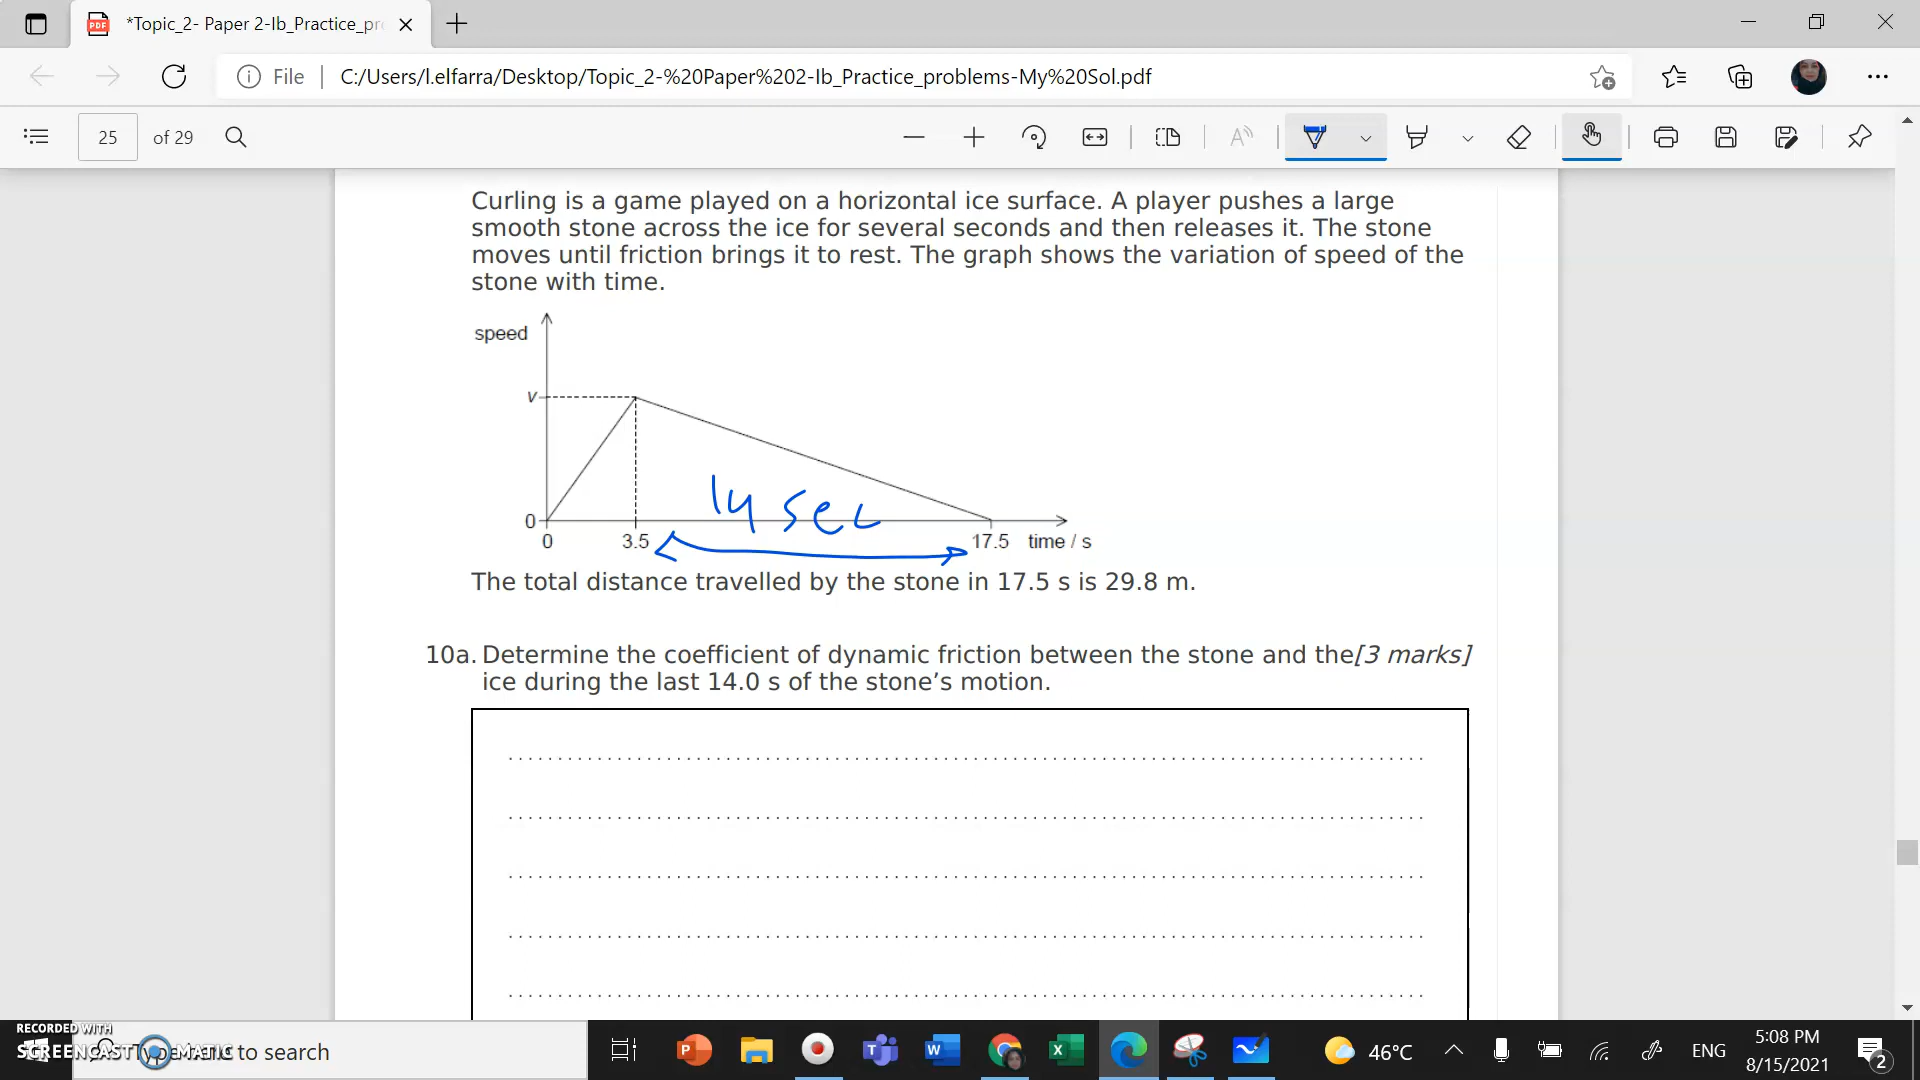 *Topic_2- Paper 2-Ib_Practice_pr
File
C:/Users/l.elfarra/Desktop/Topic_2-%20Paper%202-Ib_Practice_problems-My%20Sol.pdf
25 of 29
Curling is a game played on a horizontal ice surface. A player pushes a large
smooth stone across the ice for several seconds and then releases it. The stone
moves until friction brings it to rest. The graph shows the variation of speed of the
stone with time.
speed
v
14 sec
0
0 3.5 17.5 time / s
The total distance travelled by the stone in 17.5 s is 29.8 m.
10a. Determine the coefficient of dynamic friction between the stone and the [3 marks]
ice during the last 14.0 s of the stone's motion.
RECORDED WITH
SCREENCAST MATIC
to search
46°C
ENG
5:08 PM
8/15/2021
2